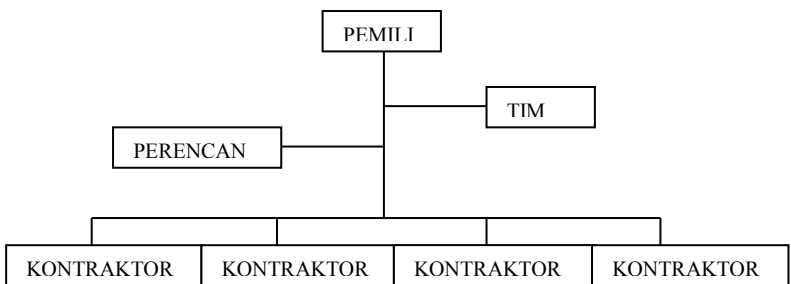 PEMILI
TIM
PERENCAN
KONTRAKTOR KONTRAKTOR KONTRAKTOR KONTRAKTOR